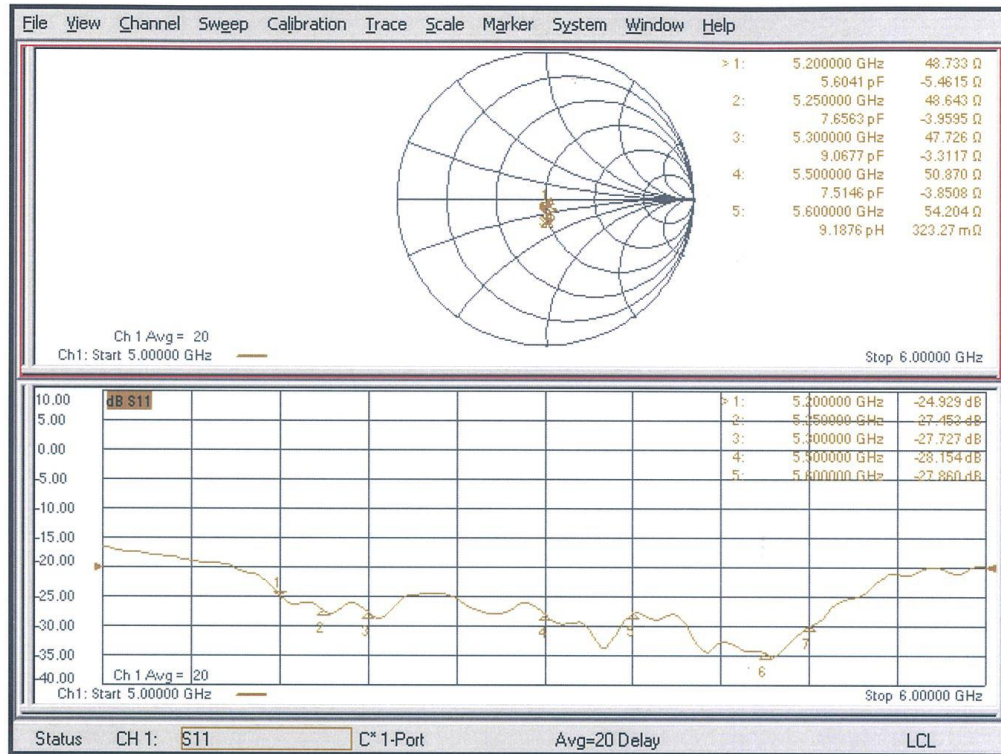 File View Channel Sweep Calibration Trace Scale Marker System Window Help
> 1: 5.200000 GHz 48.733 Ω
5.6041 pF -5.4615 Ω
2: 5.250000 GHz 48.643 Ω
7.6563 pF -3.9595 Ω
3: 5.300000 GHz 47.726 Ω
9.0677 pF -3.3117 Ω
4: 5.500000 GHz 50.870 Ω
7.5146 pF -3.8508 Ω
5: 5.600000 GHz 54.204 Ω
9.1876 pH 323.27 mΩ
1
Ch 1 Avg = 20
Ch1: Start 5.00000 GHz
Stop 6.00000 GHz
dB S11
10.00
5.00
0.00
-5.00
-10.00
-15.00
-20.00
-25.00
-30.00
-35.00
-40.00
> 1: 5.200000 GHz -24.929 dB
2: 5.250000 GHz -27.453 dB
3: 5.300000 GHz -27.727 dB
4: 5.500000 GHz -28.154 dB
5: 5.600000 GHz -27.860 dB
1
2
3
4
5
6
7
Ch 1 Avg = 20
Ch1: Start 5.00000 GHz
Stop 6.00000 GHz
Status CH 1: S11 C* 1-Port Avg=20 Delay LCL